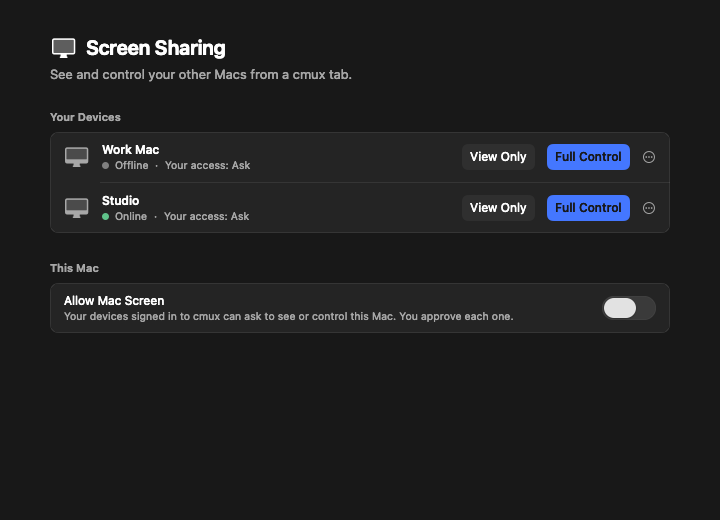 Screen Sharing
See and control your other Macs from a cmux tab.
Your Devices
Work Mac
Offline · Your access: Ask
View Only
Full Control
Studio
Online · Your access: Ask
View Only
Full Control
This Mac
Allow Mac Screen
Your devices signed in to cmux can ask to see or control this Mac. You approve each one.